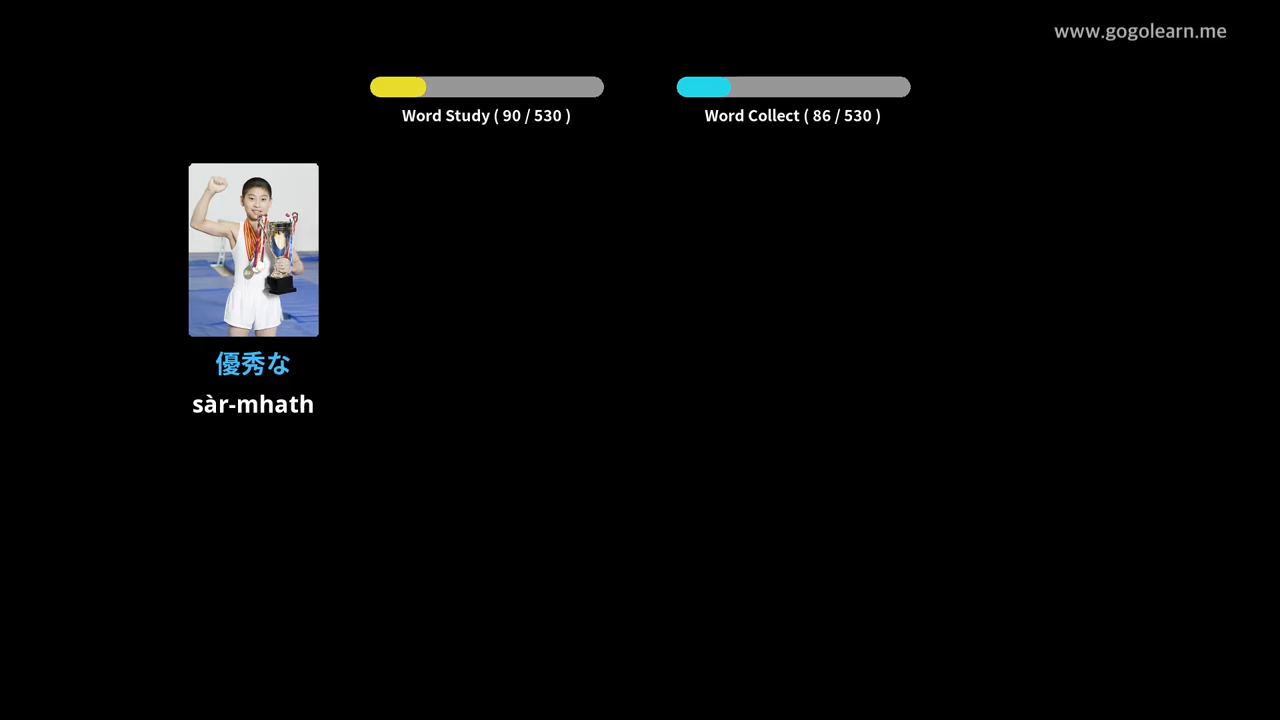 www.gogolearn.me
Word Study ( 90 / 530 )
Word Collect ( 86 / 530 )
優秀な
sàr-mhath